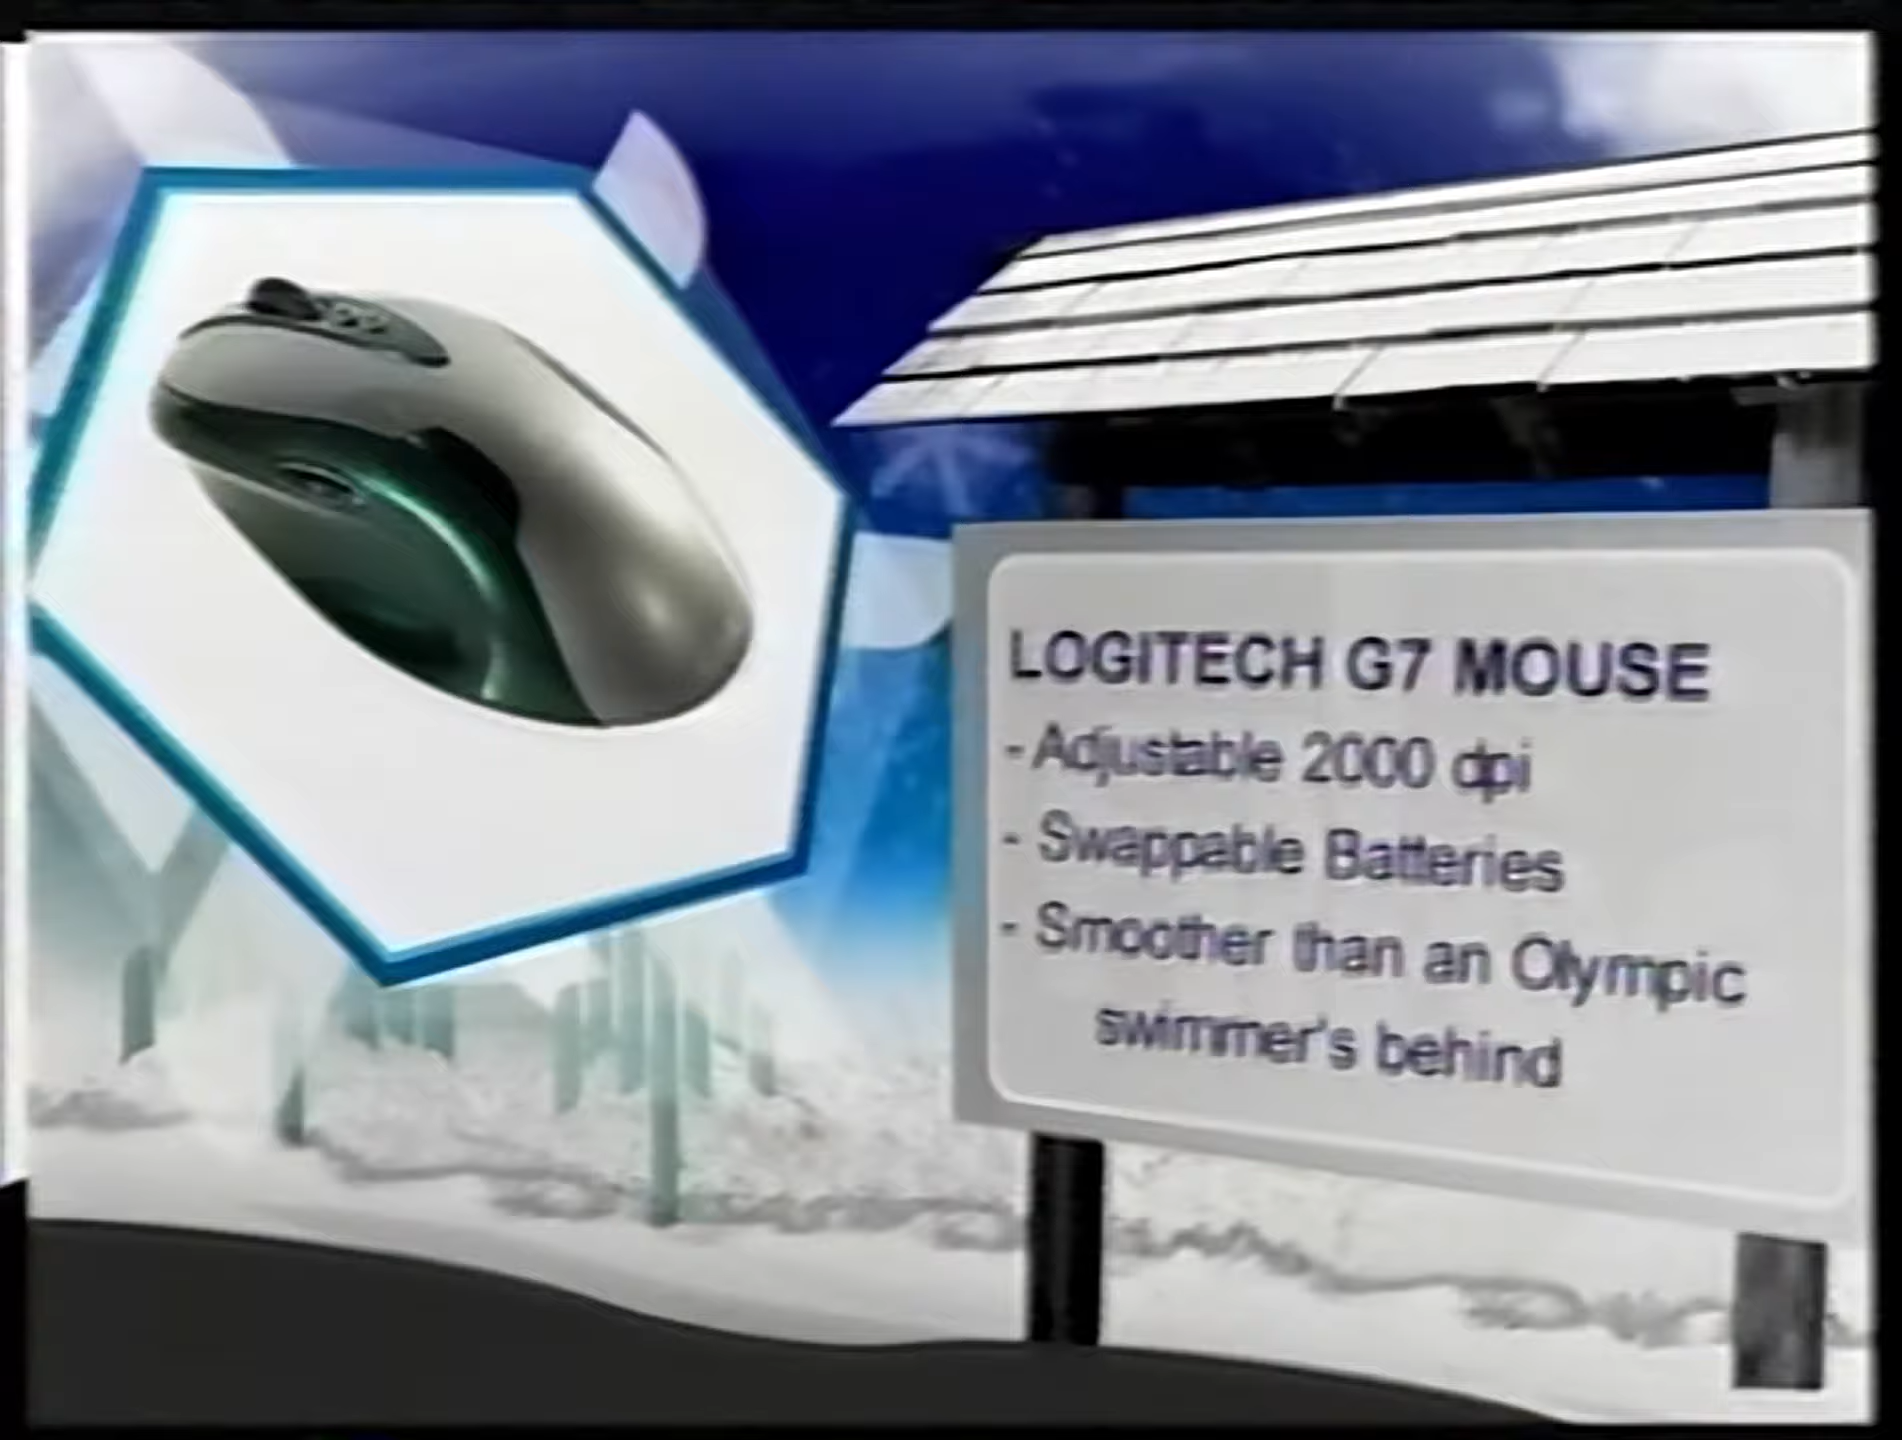 LOGITECH G7 MOUSE
- Adjustable 2000 dpi
- Swappable Batteries
- Smoother than an Olympic
swimmer's behind